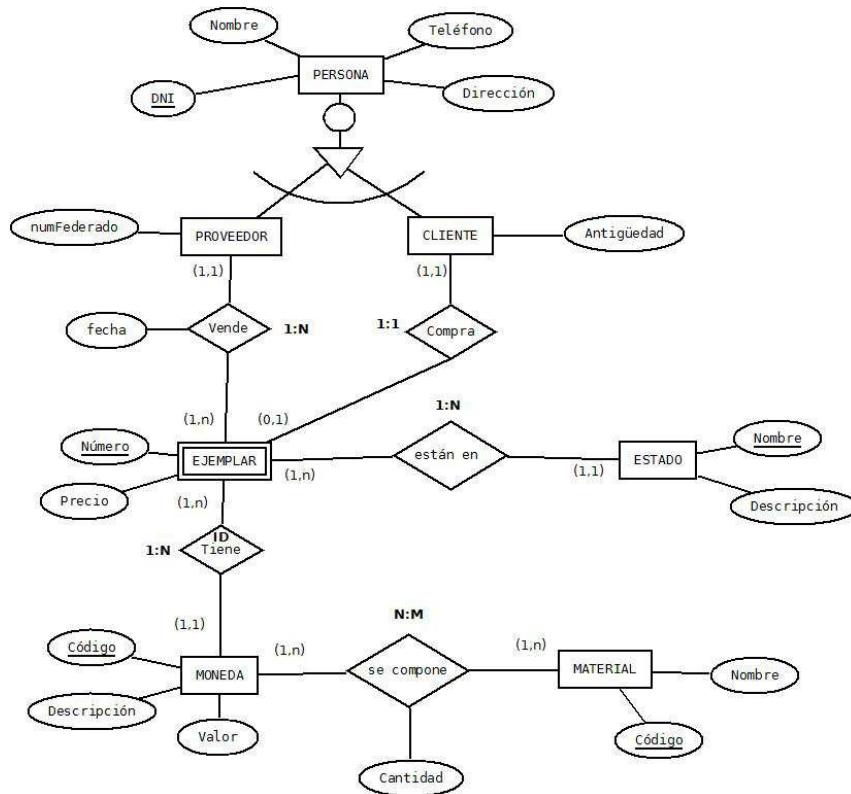 Nombre
Teléfono
PERSONA
DNI
Dirección
numFederado
PROVEEDOR
CLIENTE
Antigüedad
(1,1)
(1,1)
fecha
Vende
1:N
1:1
Compra
(1,n)
(0,1)
1:N
Número
EJEMPLAR
(1,n)
están en
(1,1)
ESTADO
Nombre
Precio
(1,n)
Descripción
ID
1:N
Tiene
(1,1)
N:M
Código
MONEDA
(1,n)
se compone
(1,n)
MATERIAL
Nombre
Descripción
Valor
Código
Cantidad